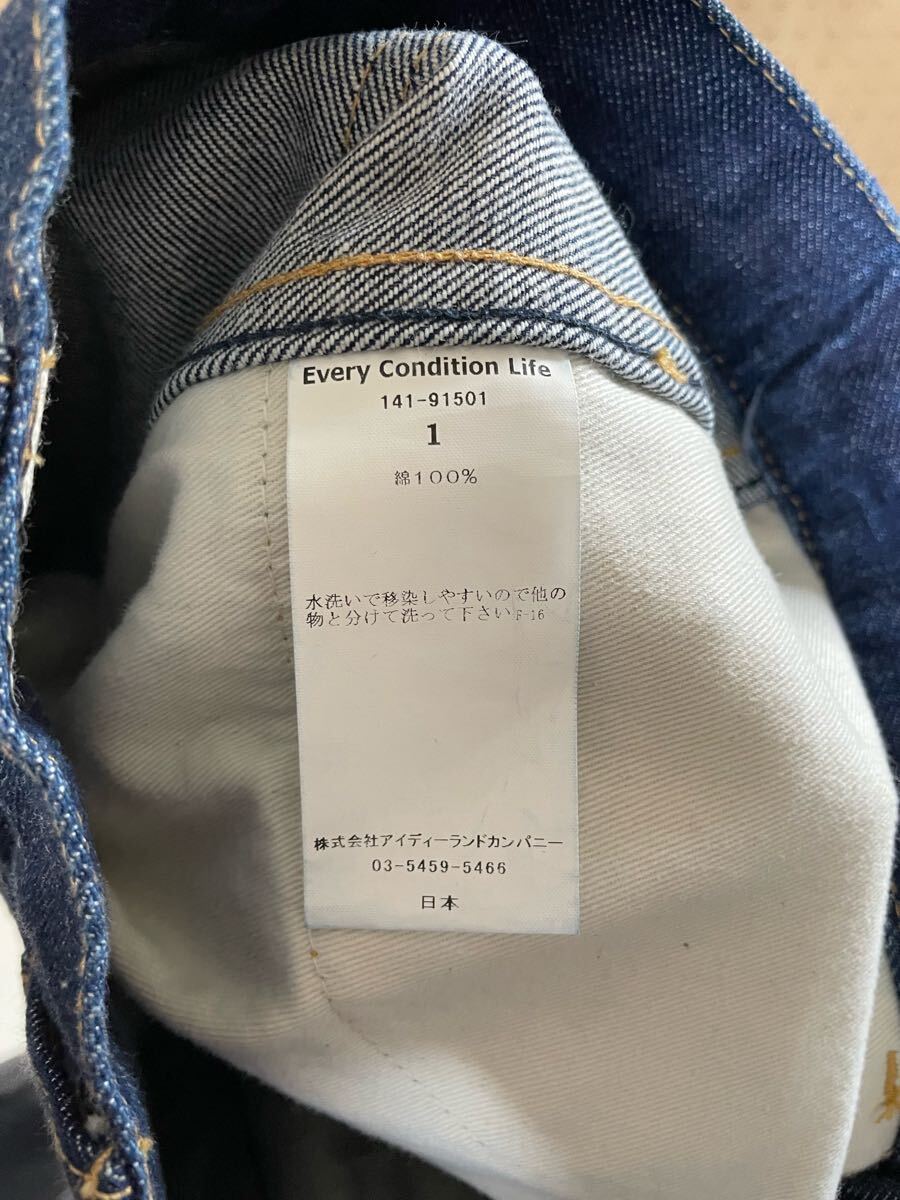 Every Condition Life
141-91501
1
綿100%
水洗いで移染しやすいので他の
物と分けて洗って下さいF-16
株式会社アイディーランドカンパニー
03-5459-5466
日本